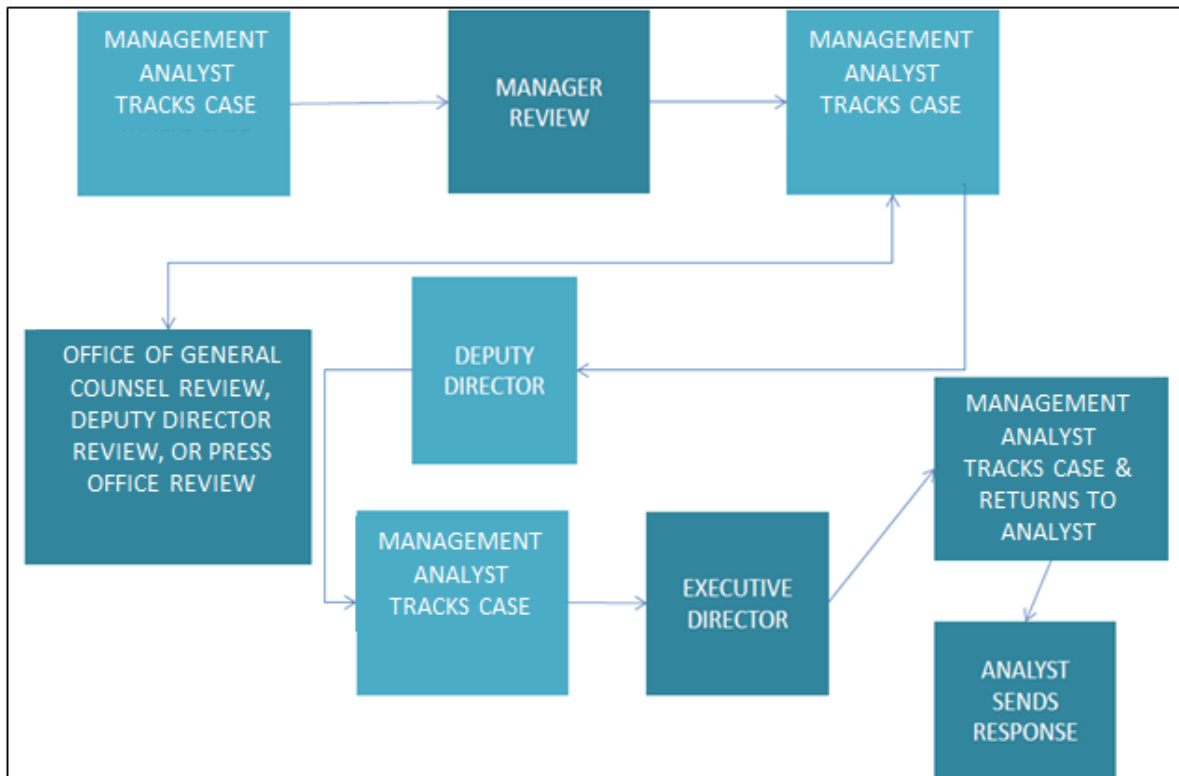 MANAGEMENT
ANALYST
TRACKS CASE
MANAGER
REVIEW
MANAGEMENT
ANALYST
TRACKS CASE
OFFICE OF GENERAL
COUNSEL REVIEW,
DEPUTY DIRECTOR
REVIEW, OR PRESS
OFFICE REVIEW
DEPUTY
DIRECTOR
MANAGEMENT
ANALYST
TRACKS CASE
EXECUTIVE
DIRECTOR
MANAGEMENT
ANALYST
TRACKS CASE &
RETURNS TO
ANALYST
ANALYST
SENDS
RESPONSE